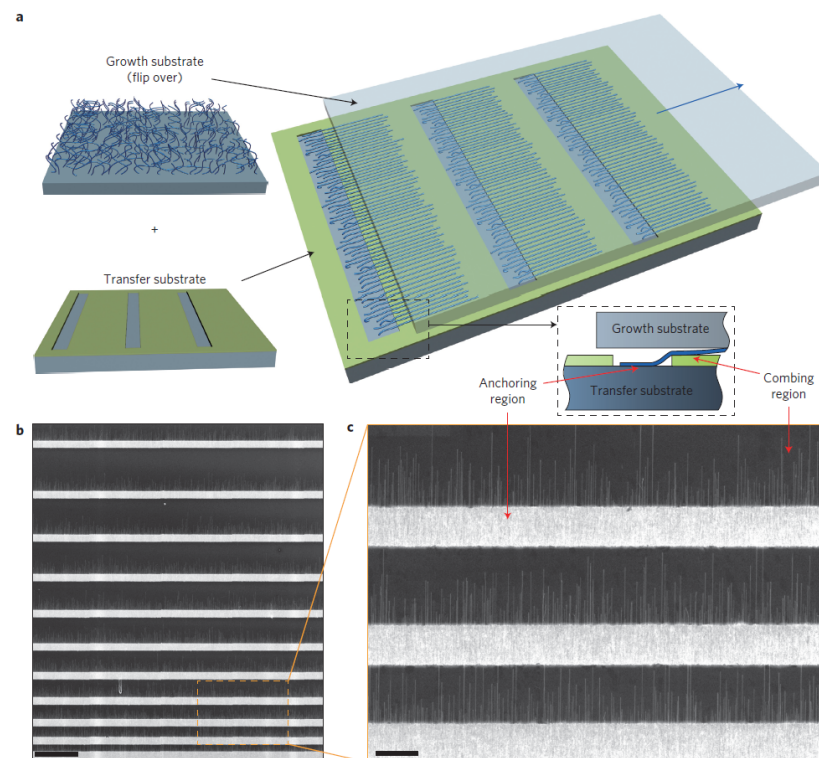 a
Growth substrate
(flip over)
+
Transfer substrate
Growth substrate
Anchoring
region
Transfer substrate
Combing
region
b
c